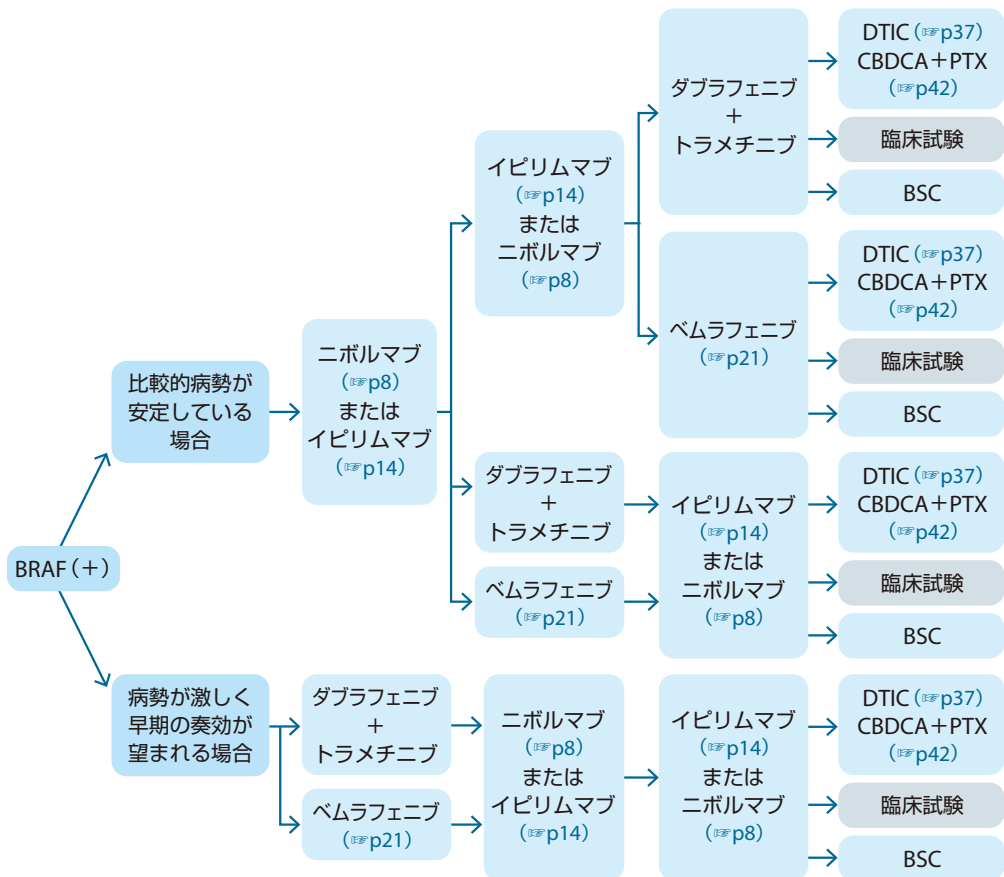 BRAF（＋）
比較的病勢が
安定している
場合
ニボルマブ
（☞p8）
または
イピリムマブ
（☞p14）
イピリムマブ
（☞p14）
または
ニボルマブ
（☞p8）
ダブラフェニブ
＋
トラメチニブ
DTIC（☞p37）
CBDCA＋PTX
（☞p42）
臨床試験
BSC
ベムラフェニブ
（☞p21）
DTIC（☞p37）
CBDCA＋PTX
（☞p42）
臨床試験
BSC
ダブラフェニブ
＋
トラメチニブ
ベムラフェニブ
（☞p21）
イピリムマブ
（☞p14）
または
ニボルマブ
（☞p8）
DTIC（☞p37）
CBDCA＋PTX
（☞p42）
臨床試験
BSC
病勢が激しく
早期の奏効が
望まれる場合
ダブラフェニブ
＋
トラメチニブ
ベムラフェニブ
（☞p21）
ニボルマブ
（☞p8）
または
イピリムマブ
（☞p14）
イピリムマブ
（☞p14）
または
ニボルマブ
（☞p8）
DTIC（☞p37）
CBDCA＋PTX
（☞p42）
臨床試験
BSC